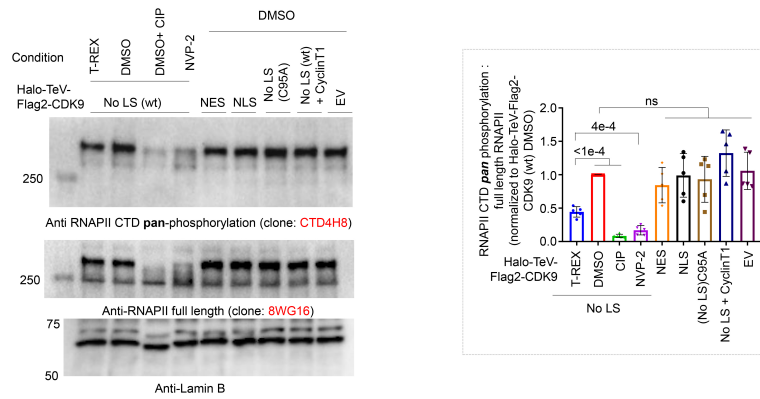 DMSO
Condition
T-REX
DMSO
DMSO+ CIP
NVP-2
Halo-TeV-
Flag2-CDK9
No LS (wt)
NES
NLS
No LS
(C95A)
No LS (wt)
+ CyclinT1
EV
250
Anti RNAPII CTD pan-phosphorylation (clone: CTD4H8)
250
Anti-RNAPII full length (clone: 8WG16)
75
50
Anti-Lamin B
RNAPII CTD pan phosphorylation :
full length RNAPII
(normalized to Halo-TeV-Flag2-
CDK9 (wt) DMSO)
2.0
1.5
1.0
0.5
0.0
ns
4e-4
<1e-4
Halo-TeV-
Flag2-CDK9
T-REX
DMSO
CIP
NVP-2
NES
NLS
(No LS)C95A
No LS + CyclinT1
EV
No LS